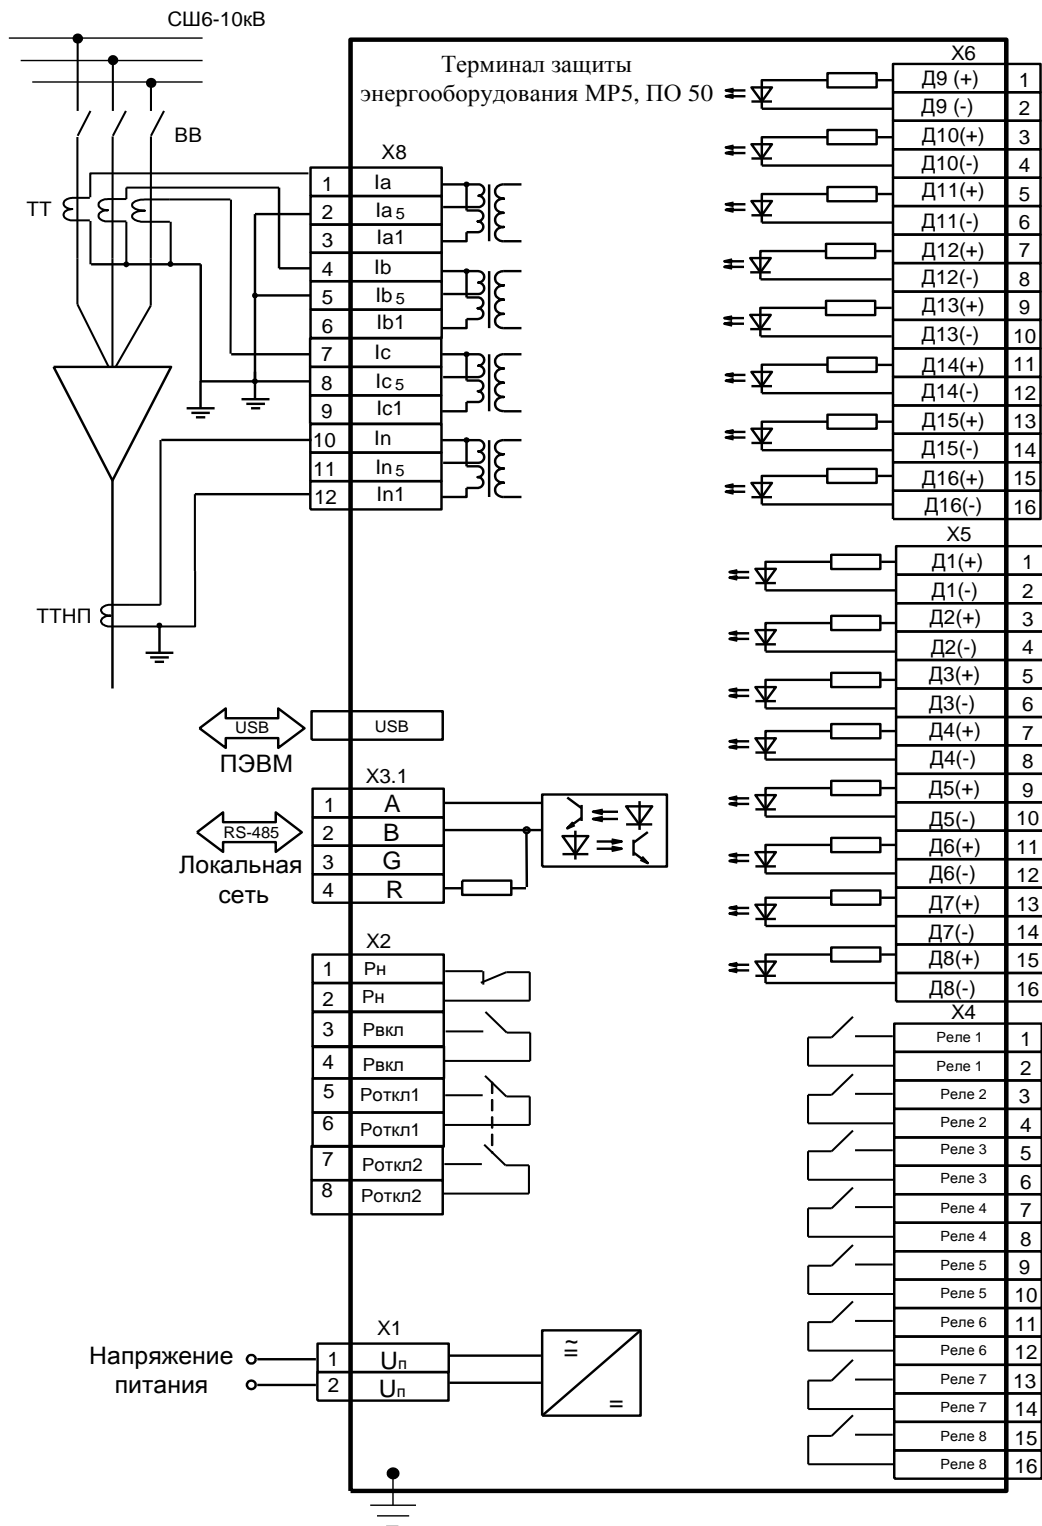 СШ6-10кВ
Терминал защиты
энергооборудования МР5, ПО 50
ВВ
ТТ
ТТНП
X8
1 Ia
2 Ia 5
3 Ia1
4 Ib
5 Ib 5
6 Ib1
7 Ic
8 Ic 5
9 Ic1
10 In
11 In 5
12 In1
USB
USB
ПЭВМ
X3.1
1 A
2 B
3 G
4 R
RS-485
Локальная
сеть
X2
1 Рн
2 Рн
3 Рвкл
4 Рвкл
5 Роткл1
6 Роткл1
7 Роткл2
8 Роткл2
X1
1 Uп
2 Uп
Напряжение
питания
≅
=
X6
Д9 (+) 1
Д9 (-) 2
Д10(+) 3
Д10(-) 4
Д11(+) 5
Д11(-) 6
Д12(+) 7
Д12(-) 8
Д13(+) 9
Д13(-) 10
Д14(+) 11
Д14(-) 12
Д15(+) 13
Д15(-) 14
Д16(+) 15
Д16(-) 16
X5
Д1(+) 1
Д1(-) 2
Д2(+) 3
Д2(-) 4
Д3(+) 5
Д3(-) 6
Д4(+) 7
Д4(-) 8
Д5(+) 9
Д5(-) 10
Д6(+) 11
Д6(-) 12
Д7(+) 13
Д7(-) 14
Д8(+) 15
Д8(-) 16
X4
Реле 1 1
Реле 1 2
Реле 2 3
Реле 2 4
Реле 3 5
Реле 3 6
Реле 4 7
Реле 4 8
Реле 5 9
Реле 5 10
Реле 6 11
Реле 6 12
Реле 7 13
Реле 7 14
Реле 8 15
Реле 8 16